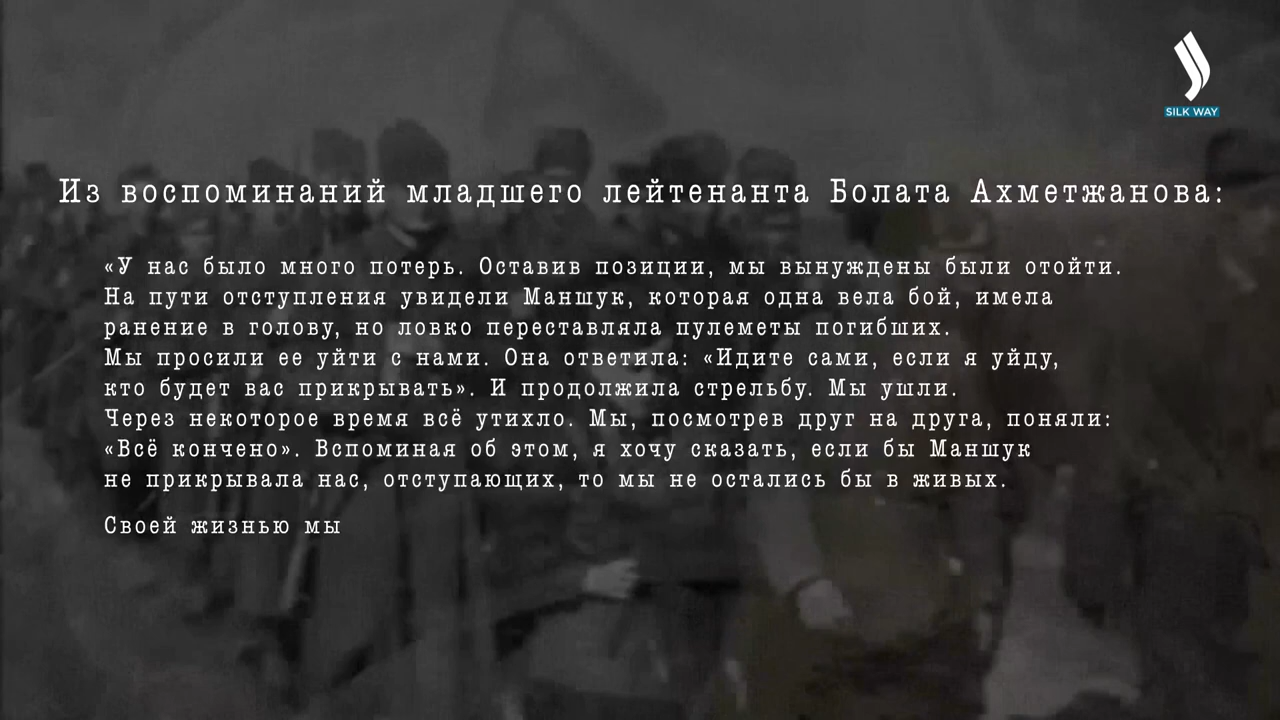 SILK WAY
Из воспоминаний младшего лейтенанта Болата Ахметжанова:
«У нас было много потерь. Оставив позиции, мы вынуждены были отойти.
На пути отступления увидели Маншук, которая одна вела бой, имела
ранение в голову, но ловко переставляла пулеметы погибших.
Мы просили ее уйти с нами. Она ответила: «Идите сами, если я уйду,
кто будет вас прикрывать». И продолжила стрельбу. Мы ушли.
Через некоторое время всё утихло. Мы, посмотрев друг на друга, поняли:
«Всё кончено». Вспоминая об этом, я хочу сказать, если бы Маншук
не прикрывала нас, отступающих, то мы не остались бы в живых.
Своей жизнью мы